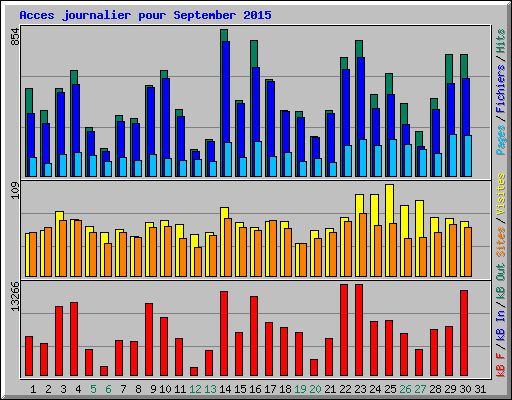 Acces journalier pour September 2015
854
Pages / Fichiers / Hits
109
Sites / Visites
13266
kB F / kB In / kB Out
1 2 3 4 5 6 7 8 9 10 11 12 13 14 15 16 17 18 19 20 21 22 23 24 25 26 27 28 29 30 31